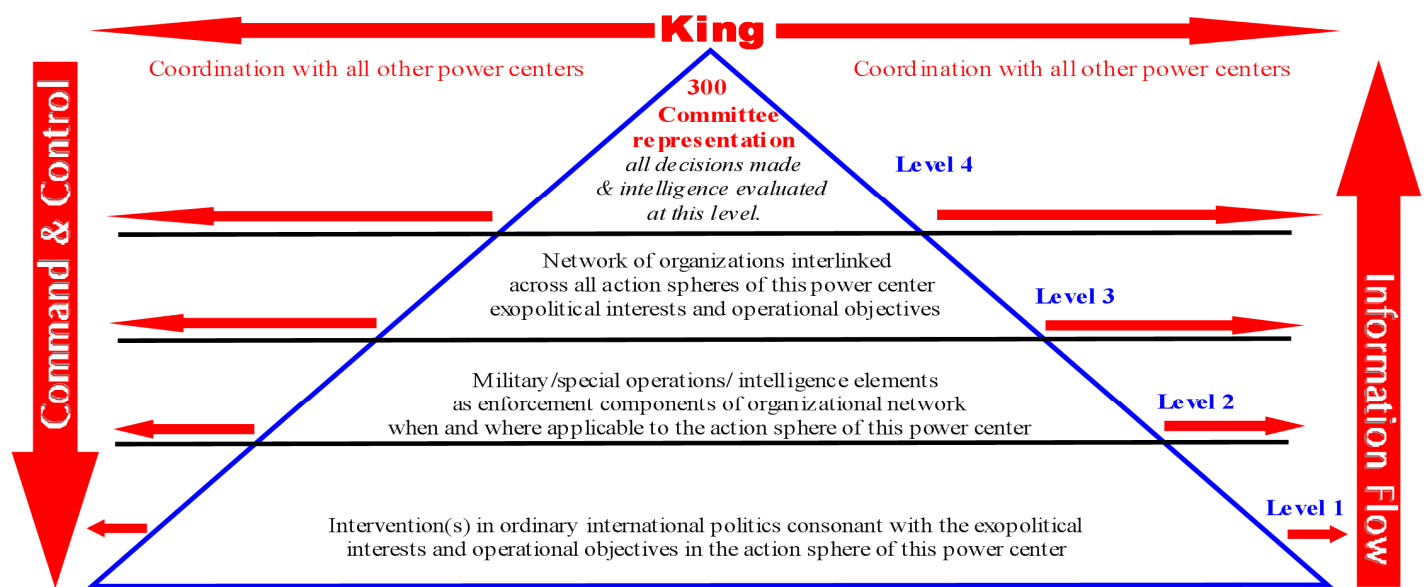 King
Coordination with all other power centers
Coordination with all other power centers
Command & Control
Information Flow
300
Committee
representation
all decisions made
& intelligence evaluated
at this level.
Level 4
Network of organizations interlinked
across all action spheres of this power center
exopolitical interests and operational objectives
Level 3
Military/special operations/ intelligence elements
as enforcement components of organizational network
when and where applicable to the action sphere of this power center
Level 2
Intervention(s) in ordinary international politics consonant with the exopolitical
interests and operational objectives in the action sphere of this power center
Level 1